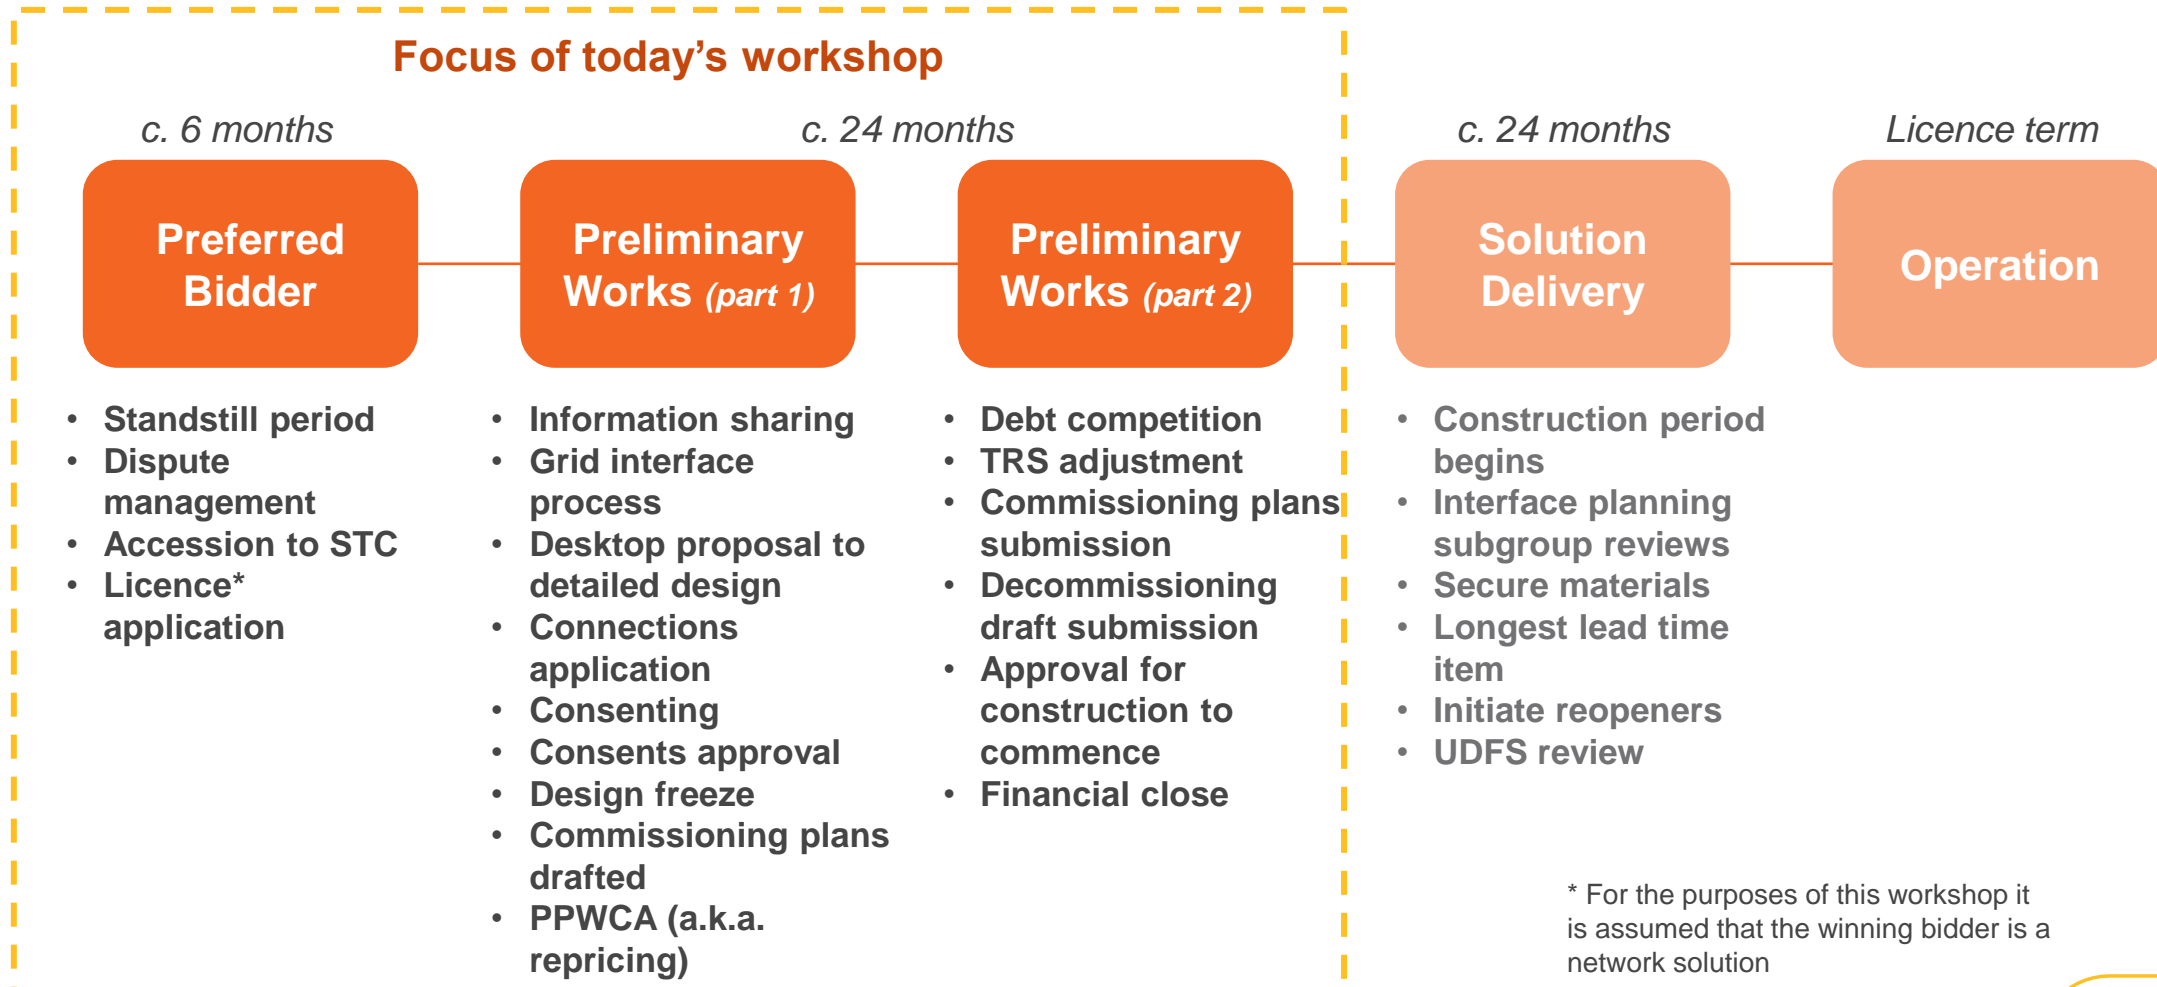 Focus of today’s workshop
c. 6 months
c. 24 months
c. 24 months
Licence term
Preferred
Bidder
Preliminary
Works (part 1)
Preliminary
Works (part 2)
Solution
Delivery
Operation
• Standstill period
• Dispute
management
• Accession to STC
• Licence*
application
• Information sharing
• Grid interface
process
• Desktop proposal to
detailed design
• Connections
application
• Consenting
• Consents approval
• Design freeze
• Commissioning plans
drafted
• PPWCA (a.k.a.
repricing)
• Debt competition
• TRS adjustment
• Commissioning plans
submission
• Decommissioning
draft submission
• Approval for
construction to
commence
• Financial close
• Construction period
begins
• Interface planning
subgroup reviews
• Secure materials
• Longest lead time
item
• Initiate reopeners
• UDFS review
* For the purposes of this workshop it
is assumed that the winning bidder is a
network solution